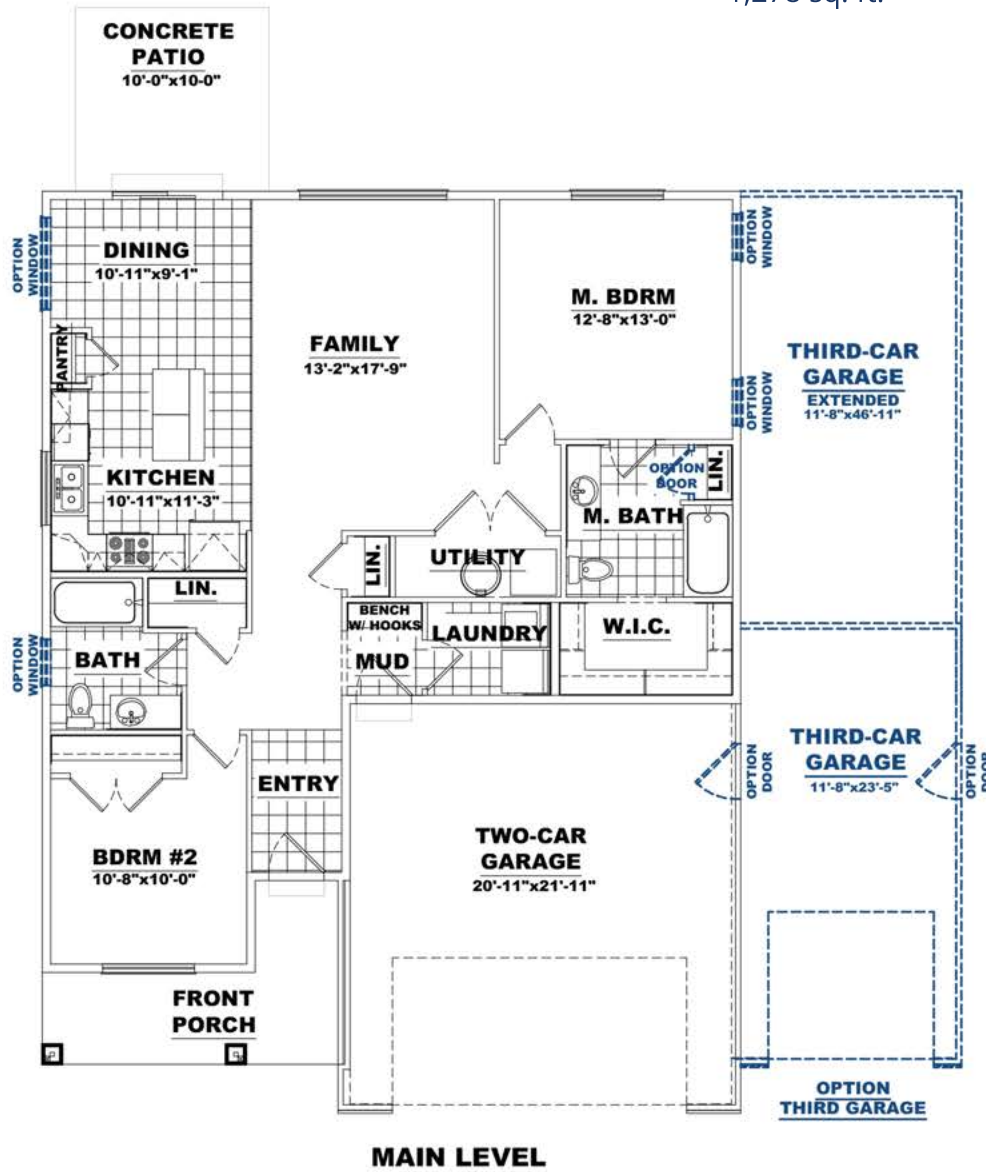 CONCRETE
PATIO
10'-0"x10-0"
OPTION
WINDOW
DINING
10'-11"x9'-1"
PANTRY
KITCHEN
10'-11"x11'-3"
FAMILY
13'-2"x17'-9"
M. BDRM
12'-8"x13'-0"
OPTION
WINDOW
OPTION
WINDOW
THIRD-CAR
GARAGE
EXTENDED
11'-8"x46'-11"
OPTION
DOOR
LIN.
M. BATH
UTILITY
LIN.
LIN.
BENCH
W/ HOOKS
LAUNDRY
MUD
W.I.C.
OPTION
WINDOW
BATH
ENTRY
BDRM #2
10'-8"x10'-0"
TWO-CAR
GARAGE
20'-11"x21'-11"
OPTION
DOOR
THIRD-CAR
GARAGE
11'-8"x23'-5"
OPTION
DOOR
FRONT
PORCH
OPTION
THIRD GARAGE
MAIN LEVEL